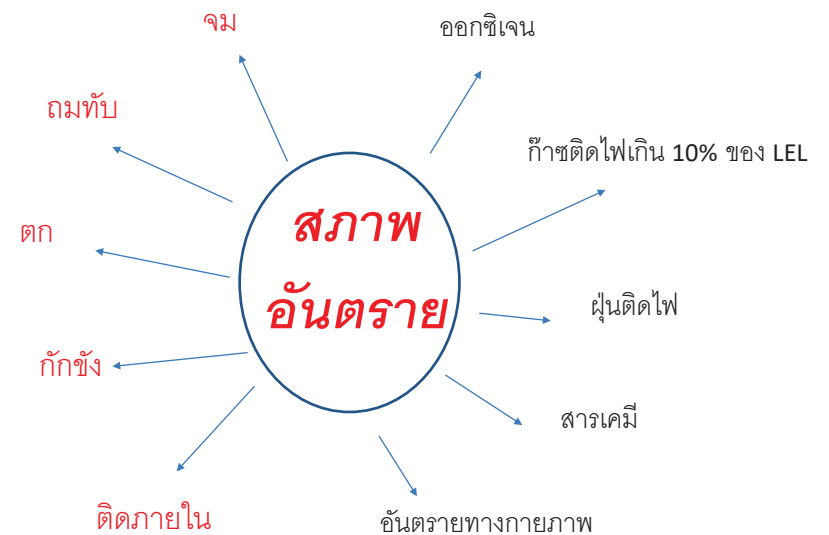 จม
ออกซิเจน
ถมทับ
ก๊าซติดไฟเกิน 10% ของ LEL
ตก
สภาพ
อันตราย
ฝุ่นติดไฟ
กักขัง
สารเคมี
ติดภายใน
อันตรายทางกายภาพ